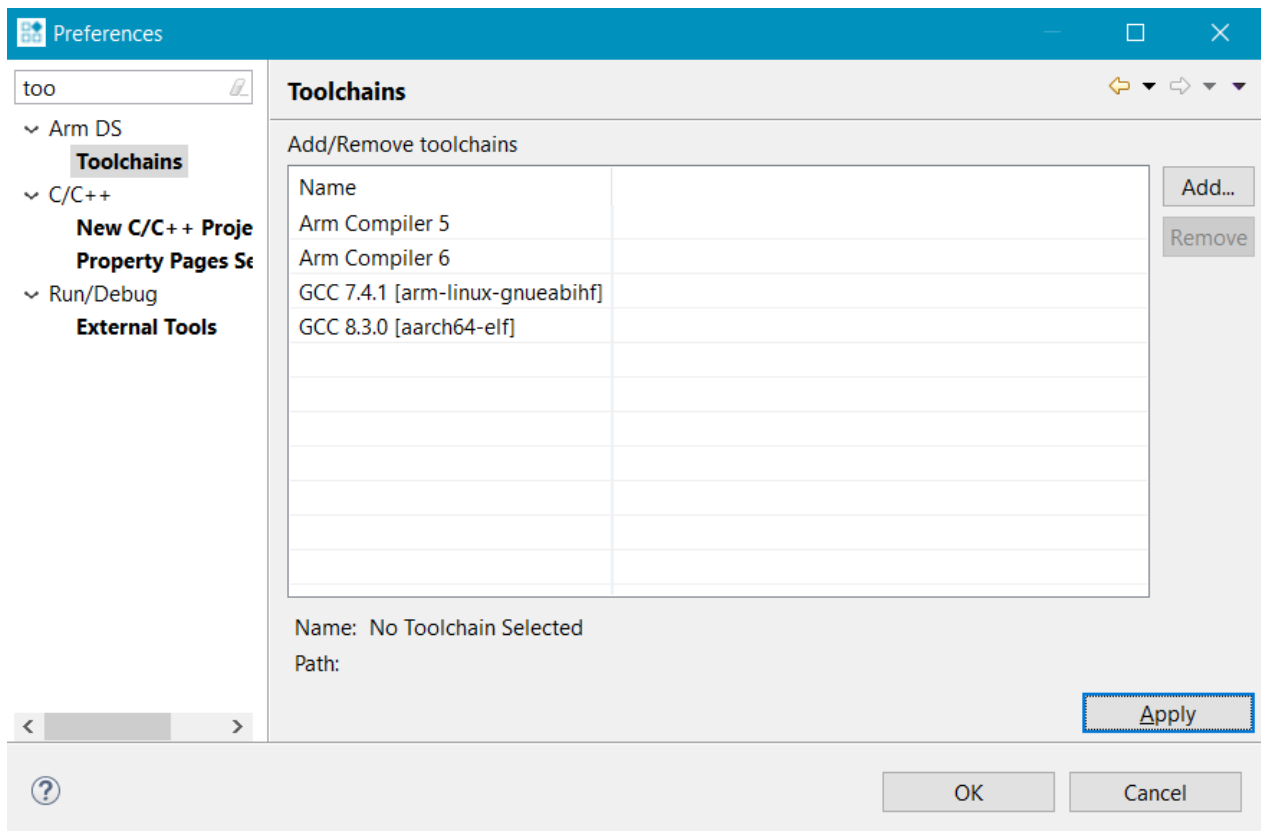 Preferences
too
Arm DS
Toolchains
C/C++
New C/C++ Proje
Property Pages Se
Run/Debug
External Tools
Toolchains
Add/Remove toolchains
Name
Arm Compiler 5
Arm Compiler 6
GCC 7.4.1 [arm-linux-gnueabihf]
GCC 8.3.0 [aarch64-elf]
Add...
Remove
Name: No Toolchain Selected
Path:
Apply
?
OK
Cancel